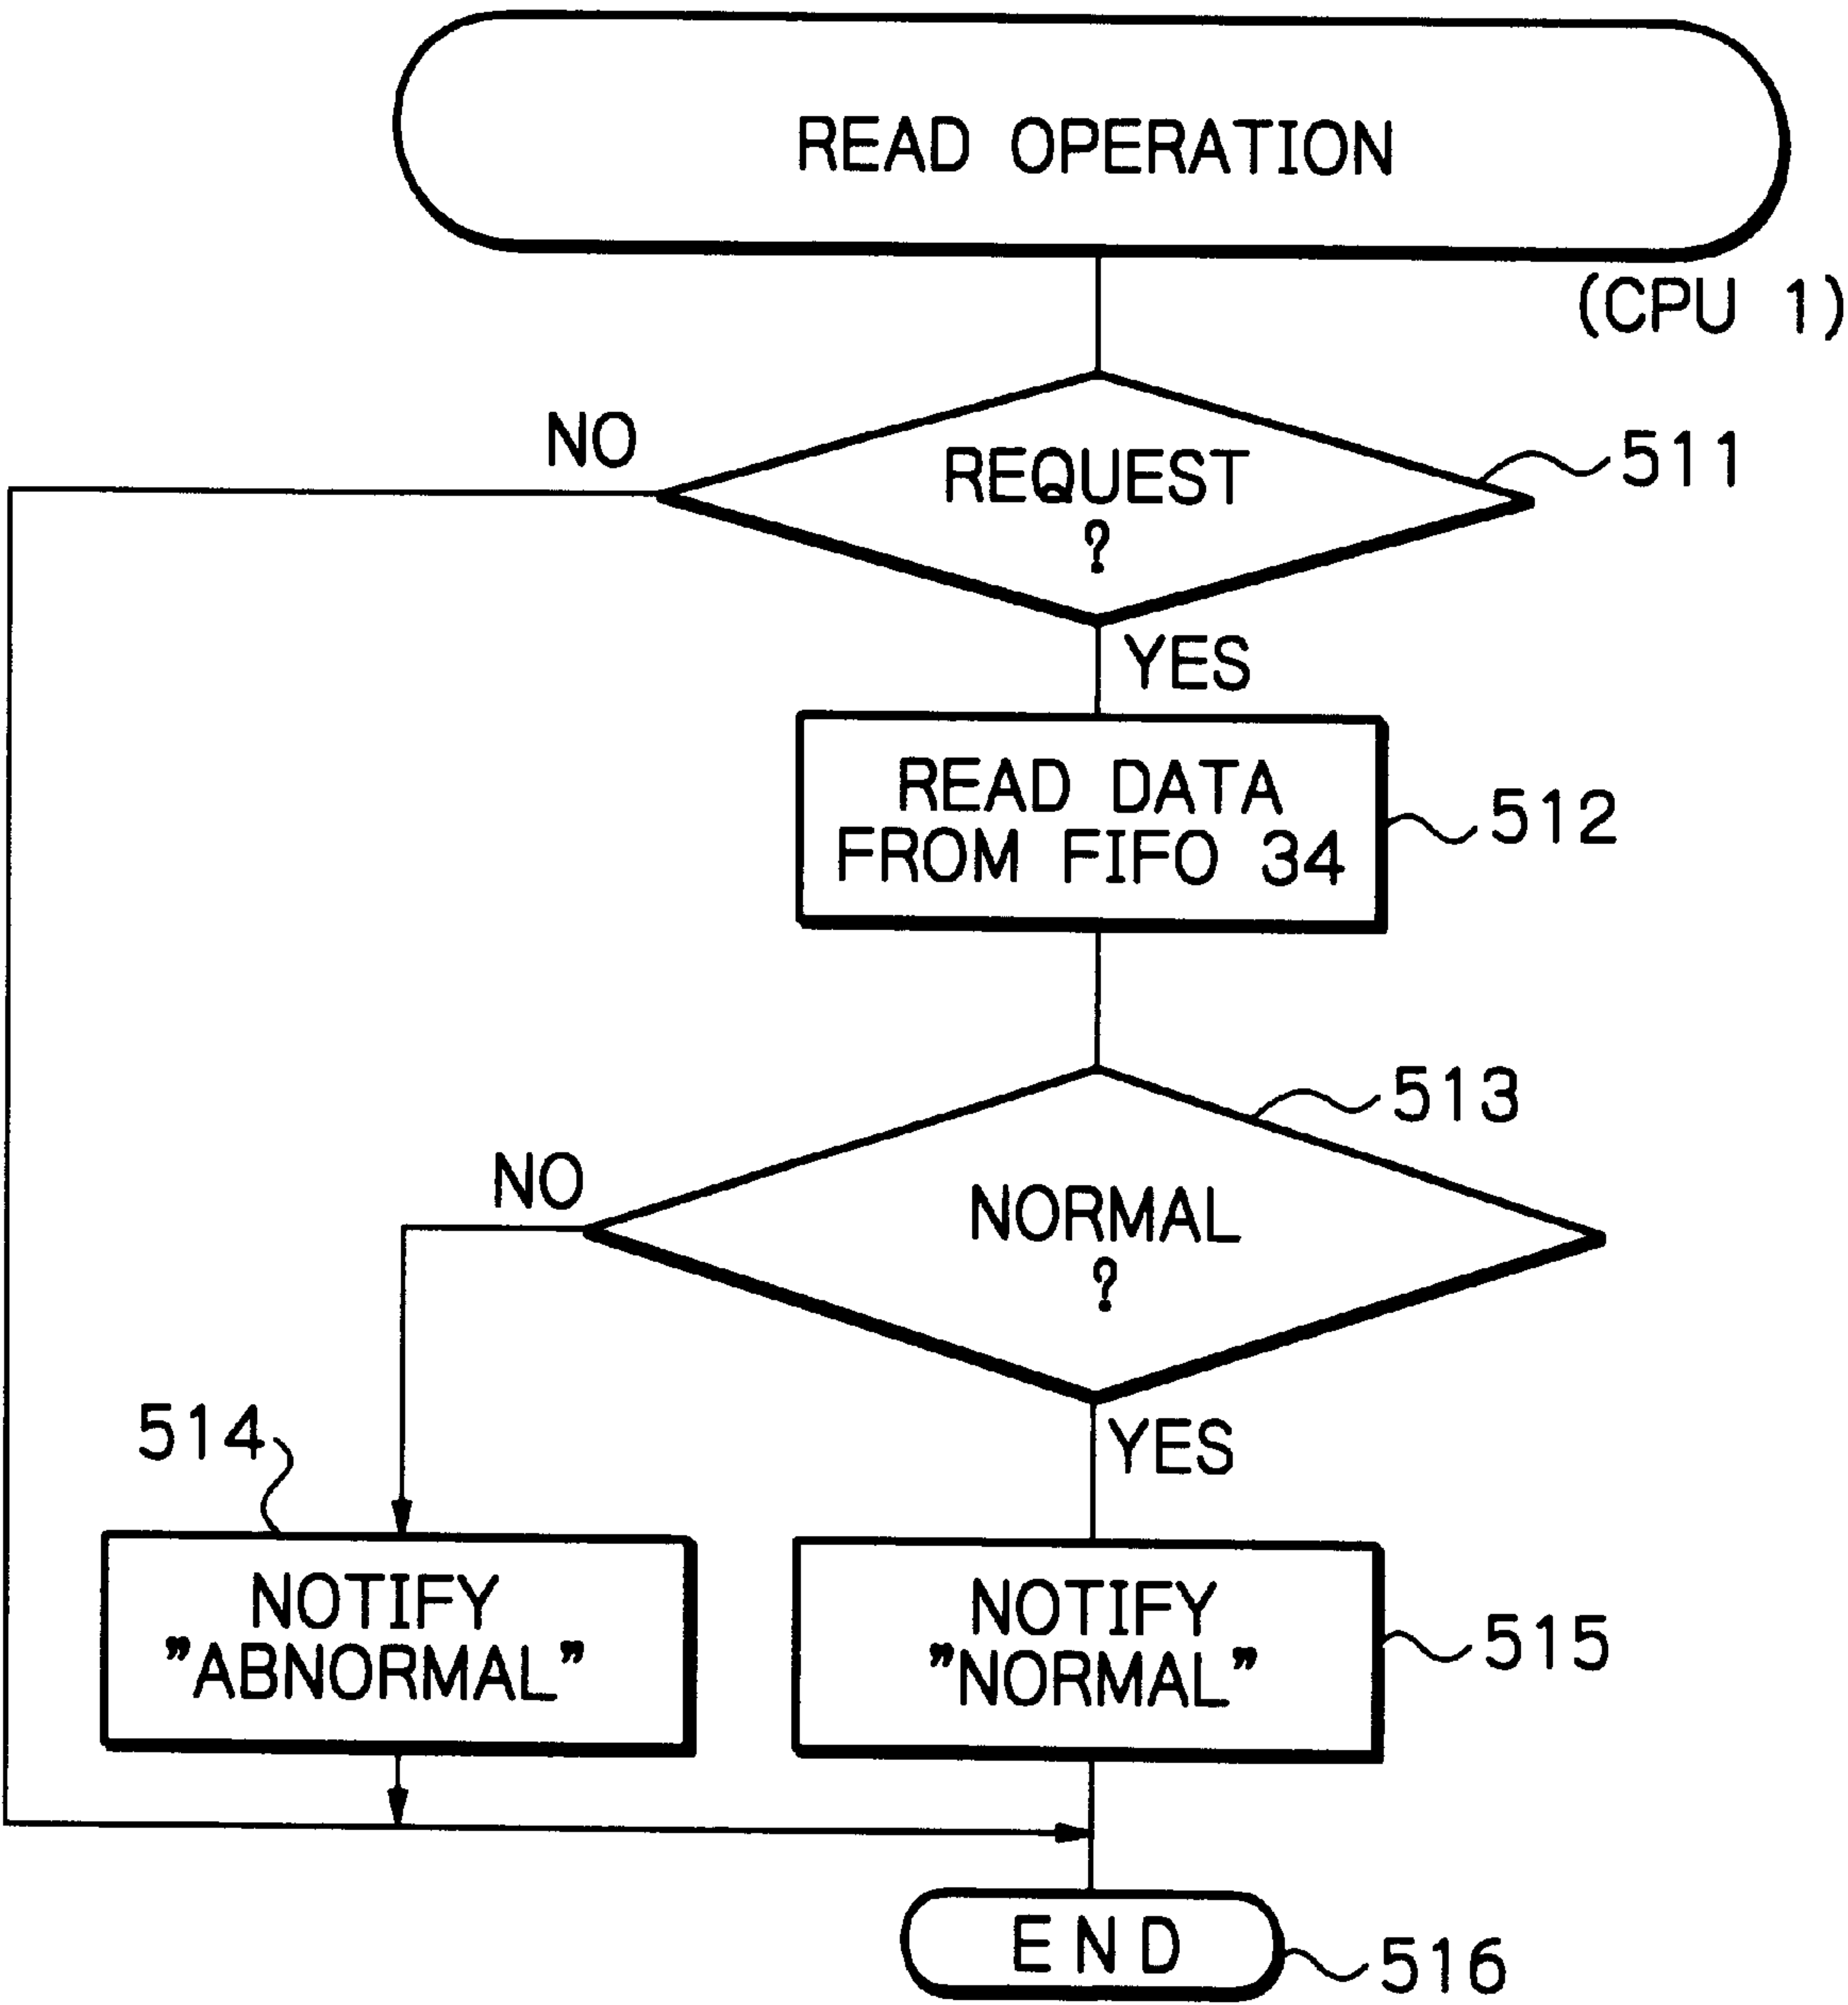 READ OPERATION
(CPU 1)
NO
REQUEST
?
511
YES
READ DATA
FROM FIFO 34
512
513
NO
NORMAL
?
514
YES
NOTIFY
"ABNORMAL"
NOTIFY
"NORMAL"
515
END
516